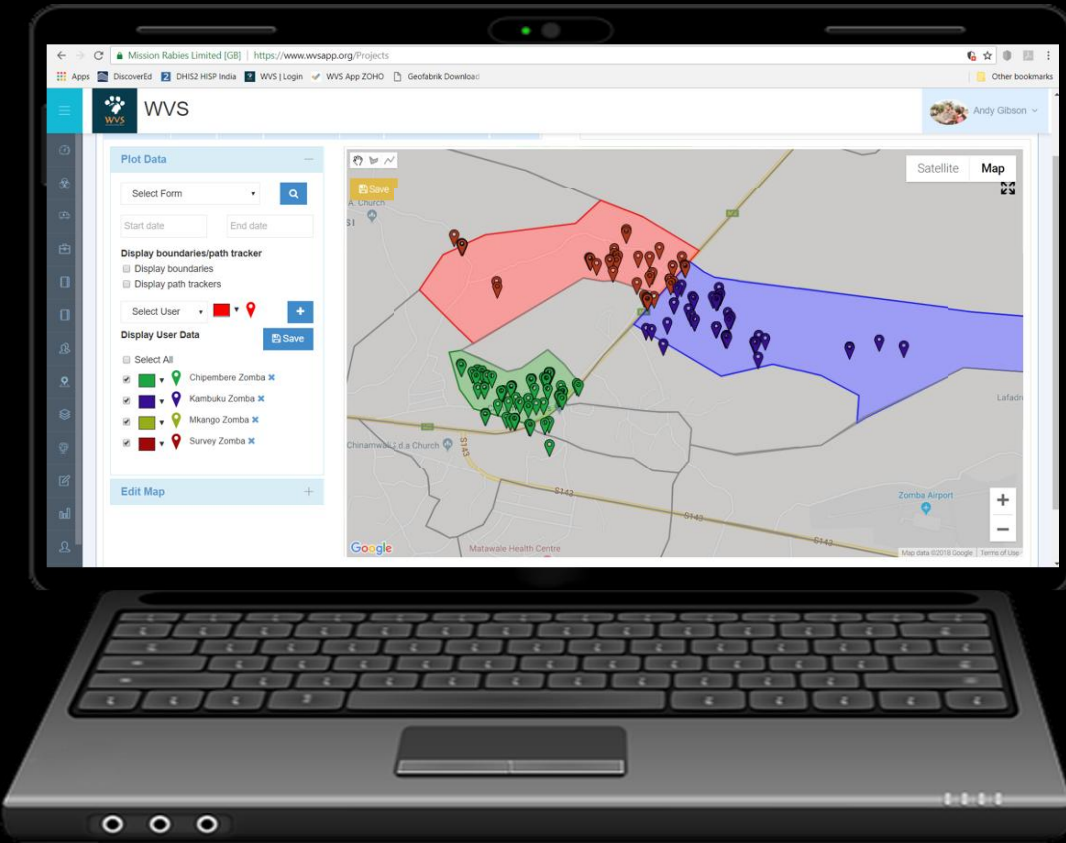 Mission Rabies Limited [GB] | https://www.wvsapp.org/Projects
Apps DiscoverEd DHIS2 HISP India WVS | Login WVS App ZOHO Geofabrik Download Other bookmarks
WVS
WVS
Andy Gibson
Plot Data
Select Form
Start date End date
Display boundaries/path tracker
Display boundaries
Display path trackers
Select User
Display User Data
Save
Select All
Chipembere Zomba
Kambuku Zomba
Mkango Zomba
Survey Zomba
Edit Map
Save
Satellite Map
A. Church
S I
Chinamwali d.a Church
S143
S143
S143
S143
Zomba Airport
Matawale Health Centre
Google
Map data ©2018 Google Terms of Use